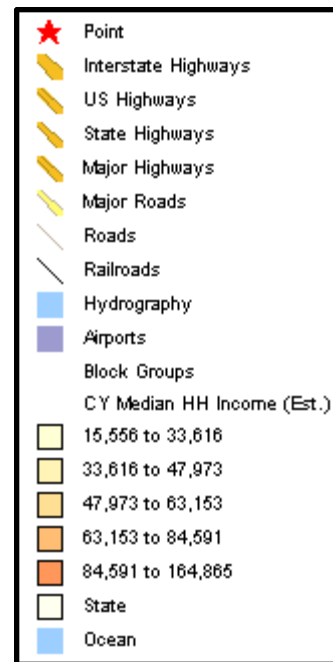 Point
Interstate Highways
US Highways
State Highways
Major Highways
Major Roads
Roads
Railroads
Hydrography
Airports
Block Groups
CY Median HH Income (Est.)
15,556 to 33,616
33,616 to 47,973
47,973 to 63,153
63,153 to 84,591
84,591 to 164,865
State
Ocean